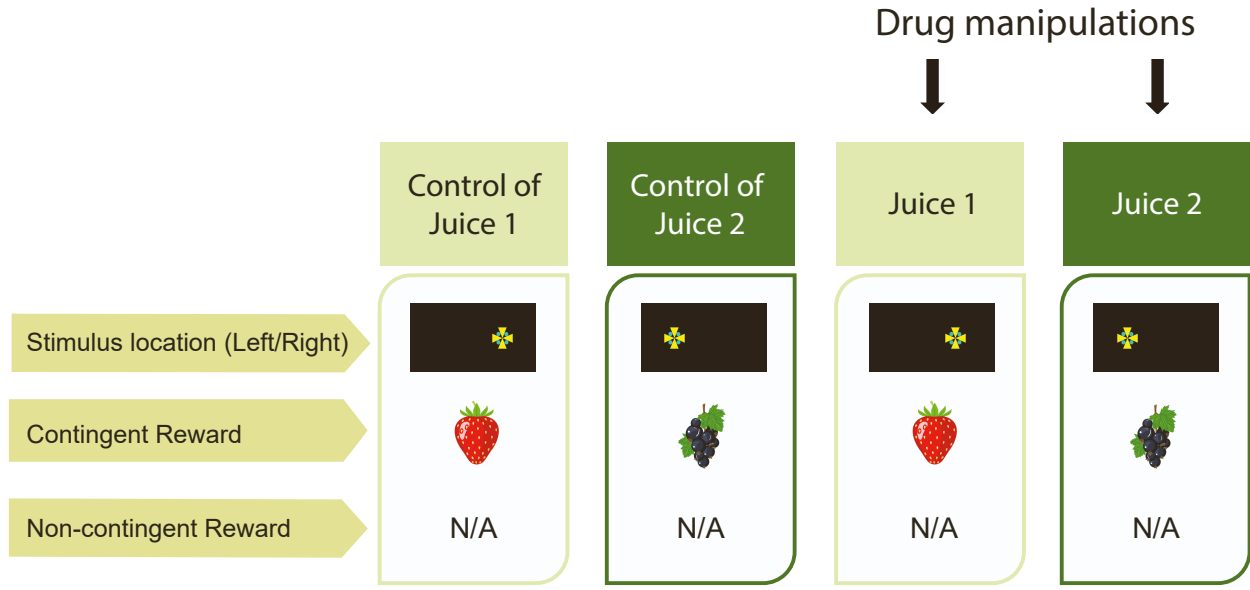 Drug manipulations
Control of
Juice 1
Control of
Juice 2
Juice 1
Juice 2
Stimulus location (Left/Right)
Contingent Reward
Non-contingent Reward
N/A
N/A
N/A
N/A